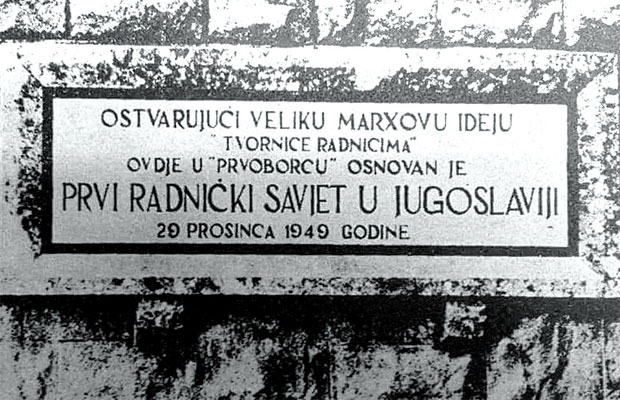 OSTVARUJUĆI VELIKU MARXOVU IDEJU
"TVORNICE RADNICIMA"
OVDJE U "PRVOBORCU" OSNOVAN JE
PRVI RADNIČKI SAVJET U JUGOSLAVIJI
29 PROSINCA 1949 GODINE